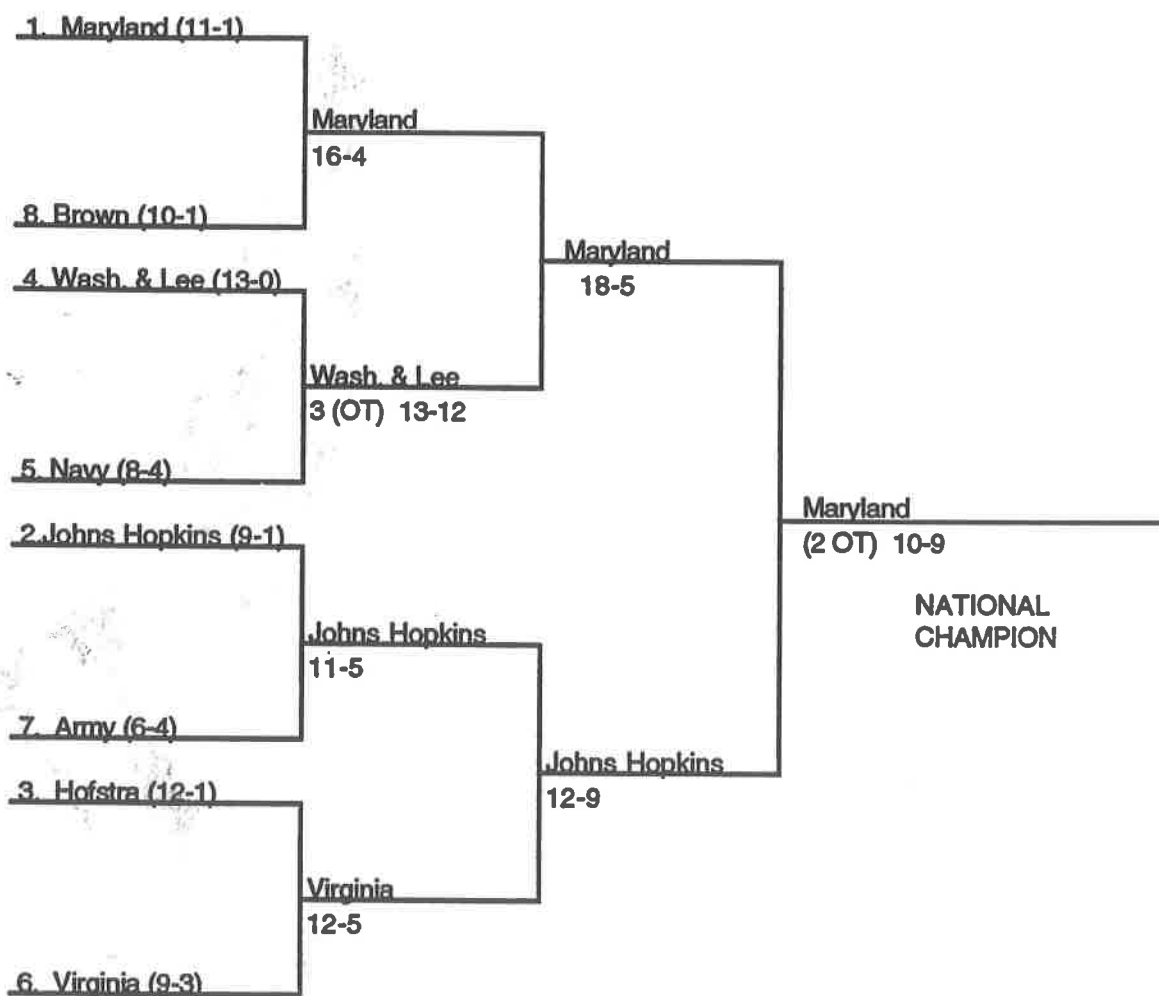 1. Maryland (11-1)
Maryland
16-4
8. Brown (10-1)
Maryland
18-5
4. Wash. & Lee (13-0)
Wash. & Lee
3 (OT) 13-12
5. Navy (8-4)
Maryland
(2 OT) 10-9
NATIONAL
CHAMPION
2.Johns Hopkins (9-1)
Johns Hopkins
11-5
7. Army (6-4)
Johns Hopkins
12-9
3. Hofstra (12-1)
Virginia
12-5
6. Virginia (9-3)